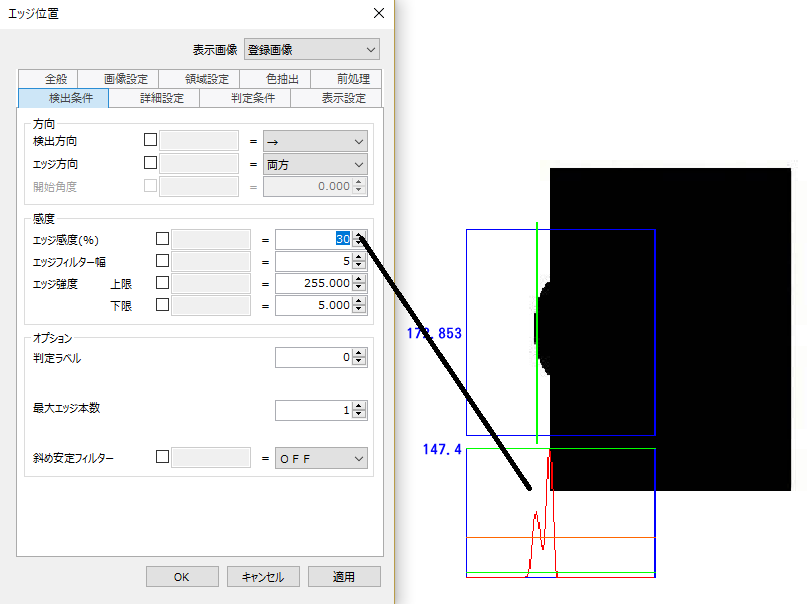 エッジ位置
表示画像 登録画像
全般 画像設定 領域設定 色抽出 前処理
検出条件 詳細設定 判定条件 表示設定
方向
検出方向 = →
エッジ方向 = 両方
開始角度 = 0.000
感度
エッジ感度(%) = 30
エッジフィルター幅 = 5
エッジ強度 上限 = 255.000
下限 = 5.000
オプション
判定ラベル 0
最大エッジ本数 1
斜め安定フィルター = OFF
OK キャンセル 適用
147.4